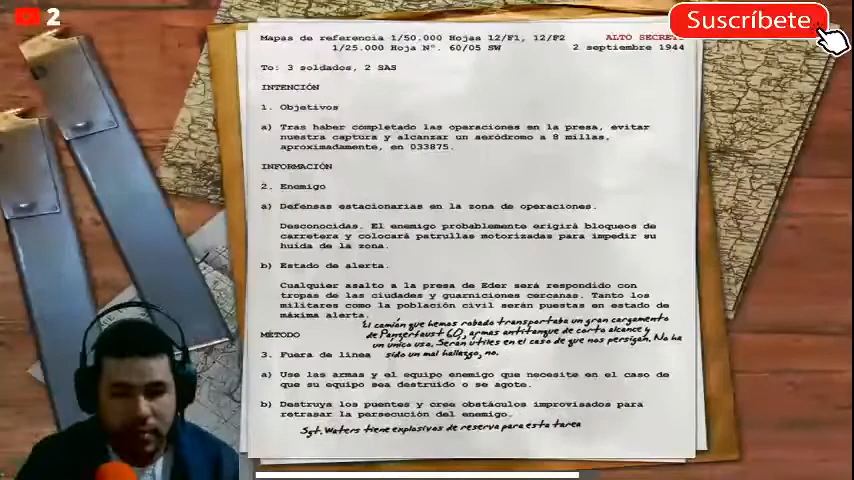 2
Suscríbete
Mapas de referencia 1/50.000 Hojas 12/F1, 12/F2 ALTO SECRE
1/25.000 Hoja Nº. 60/05 SW 2 septiembre 1944
To: 3 soldados, 2 SAS
INTENCIÓN
1. Objetivos
a) Tras haber completado las operaciones en la presa, evitar
nuestra captura y alcanzar un aeródromo a 8 millas,
aproximadamente, en 033875.
INFORMACIÓN
2. Enemigo
a) Defensas estacionarias en la zona de operaciones.
Desconocidas. El enemigo probablemente erigirá bloqueos de
carretera y colocará patrullas motorizadas para impedir su
huída de la zona.
b) Estado de alerta.
Cualquier asalto a la presa de Eder será respondido con
tropas de las ciudades y guarniciones cercanas. Tanto los
militares como la población civil serán puestas en estado de
máxima alerta.
El camión que hemos robado transportaba un gran cargamento
de Panzerfaust 60, armas antitanque de corto alcance y
un único uso. Seran utiles en el caso de que nos persigan. No ha
sido un mal hallazgo, no.
MÉTODO
3. Fuera de línea
a) Use las armas y el equipo enemigo que necesite en el caso de
que su equipo sea destruido o se agote.
b) Destruya los puentes y cree obstáculos improvisados para
retrasar la persecución del enemigo.
Sgt. Waters tiene explosivos de reserva para esta tarea